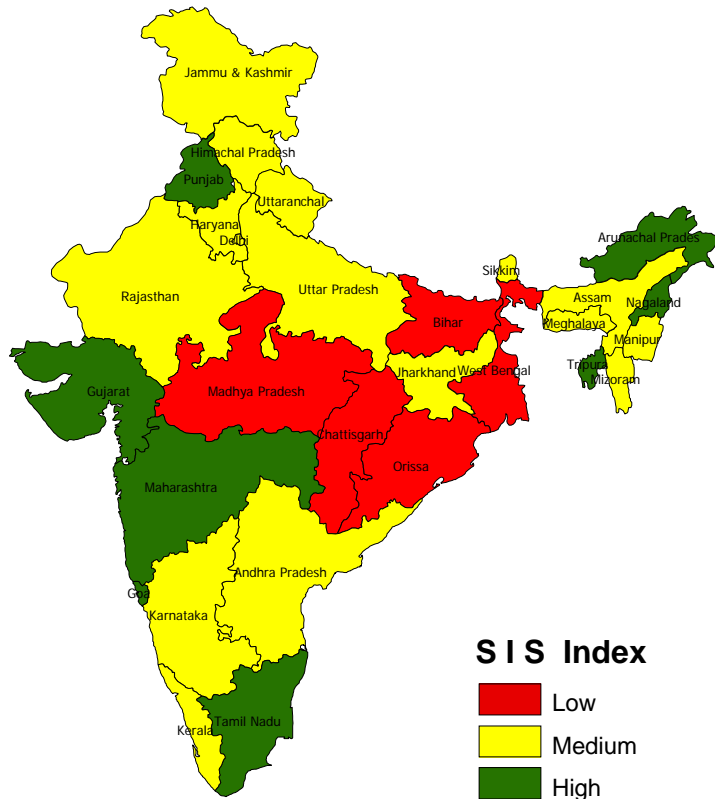 Jammu & Kashmir
Himachal Pradesh
Punjab
Uttaranchal
Haryana
Delhi
Arunachal Prades
Sikkim
Rajasthan
Uttar Pradesh
Assam
Nagaland
Bihar
Meghalaya
Manipur
Tripura
Jharkhand
West Bengal
Mizoram
Gujarat
Madhya Pradesh
Chattisgarh
Orissa
Maharashtra
Andhra Pradesh
Goa
Karnataka
Kerala
Tamil Nadu
S I S Index
Low
Medium
High